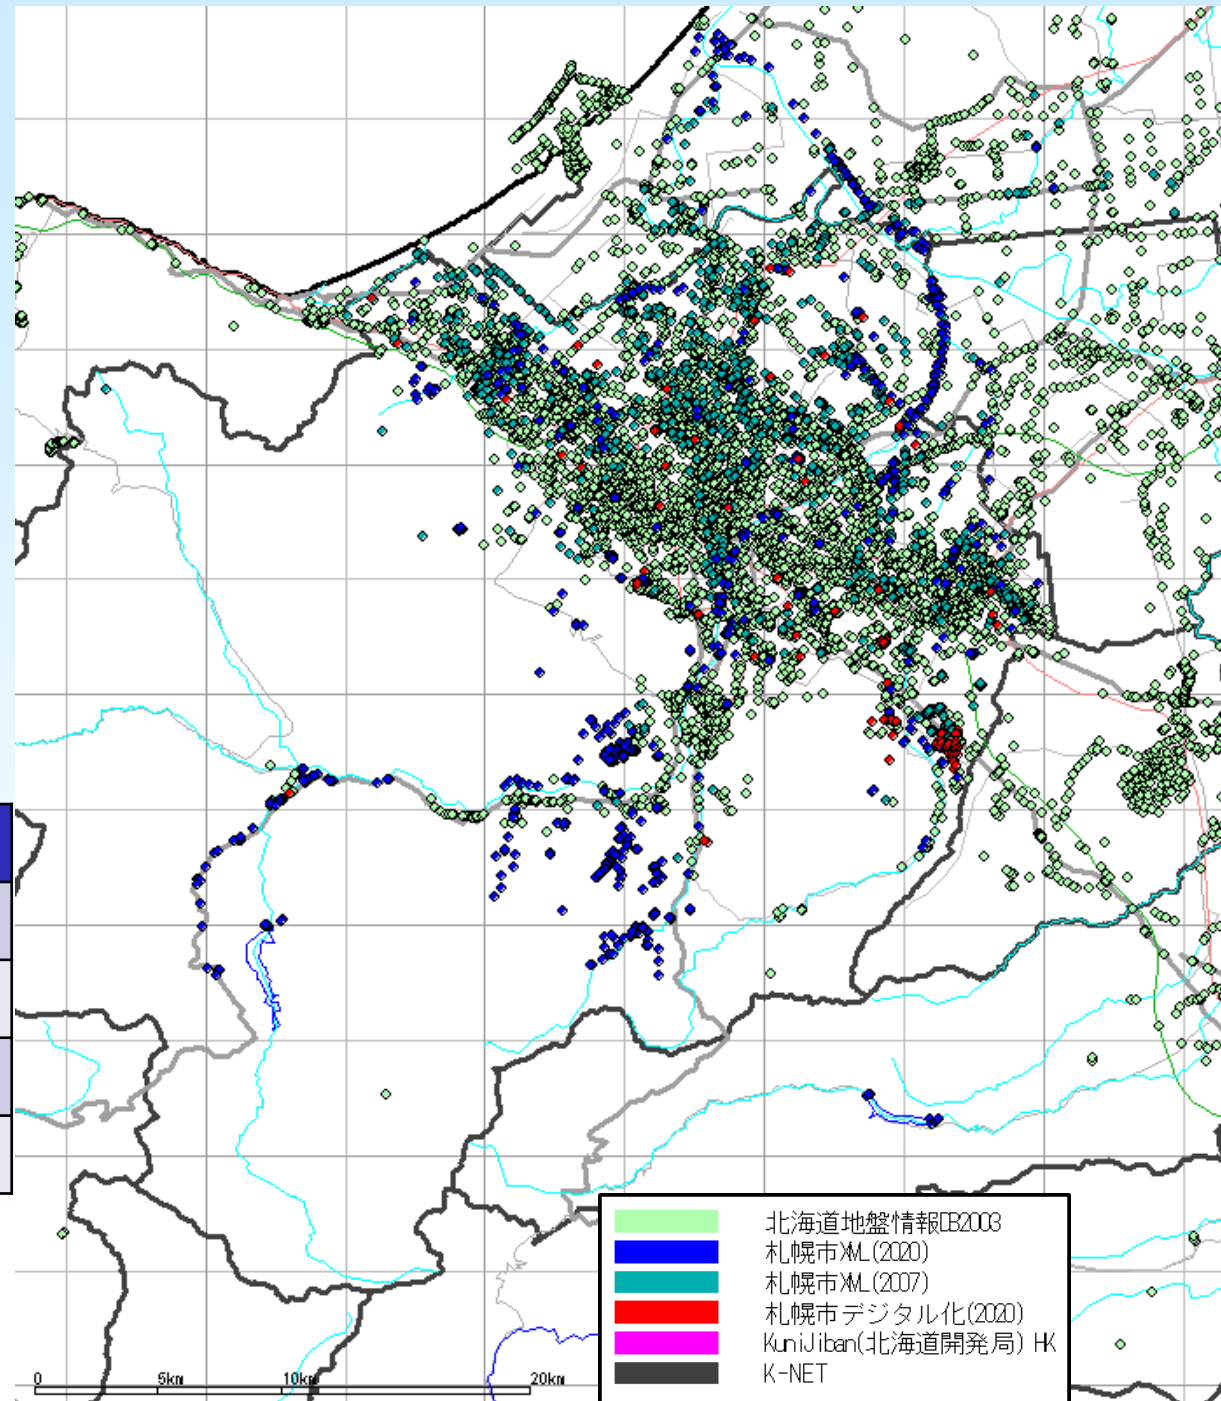 北海道地盤情報DB2003
札幌市XML(2020)
札幌市XML(2007)
札幌市デジタル化(2020)
KuniJiban(北海道開発局) HK
K-NET
0 5km 10km 20km